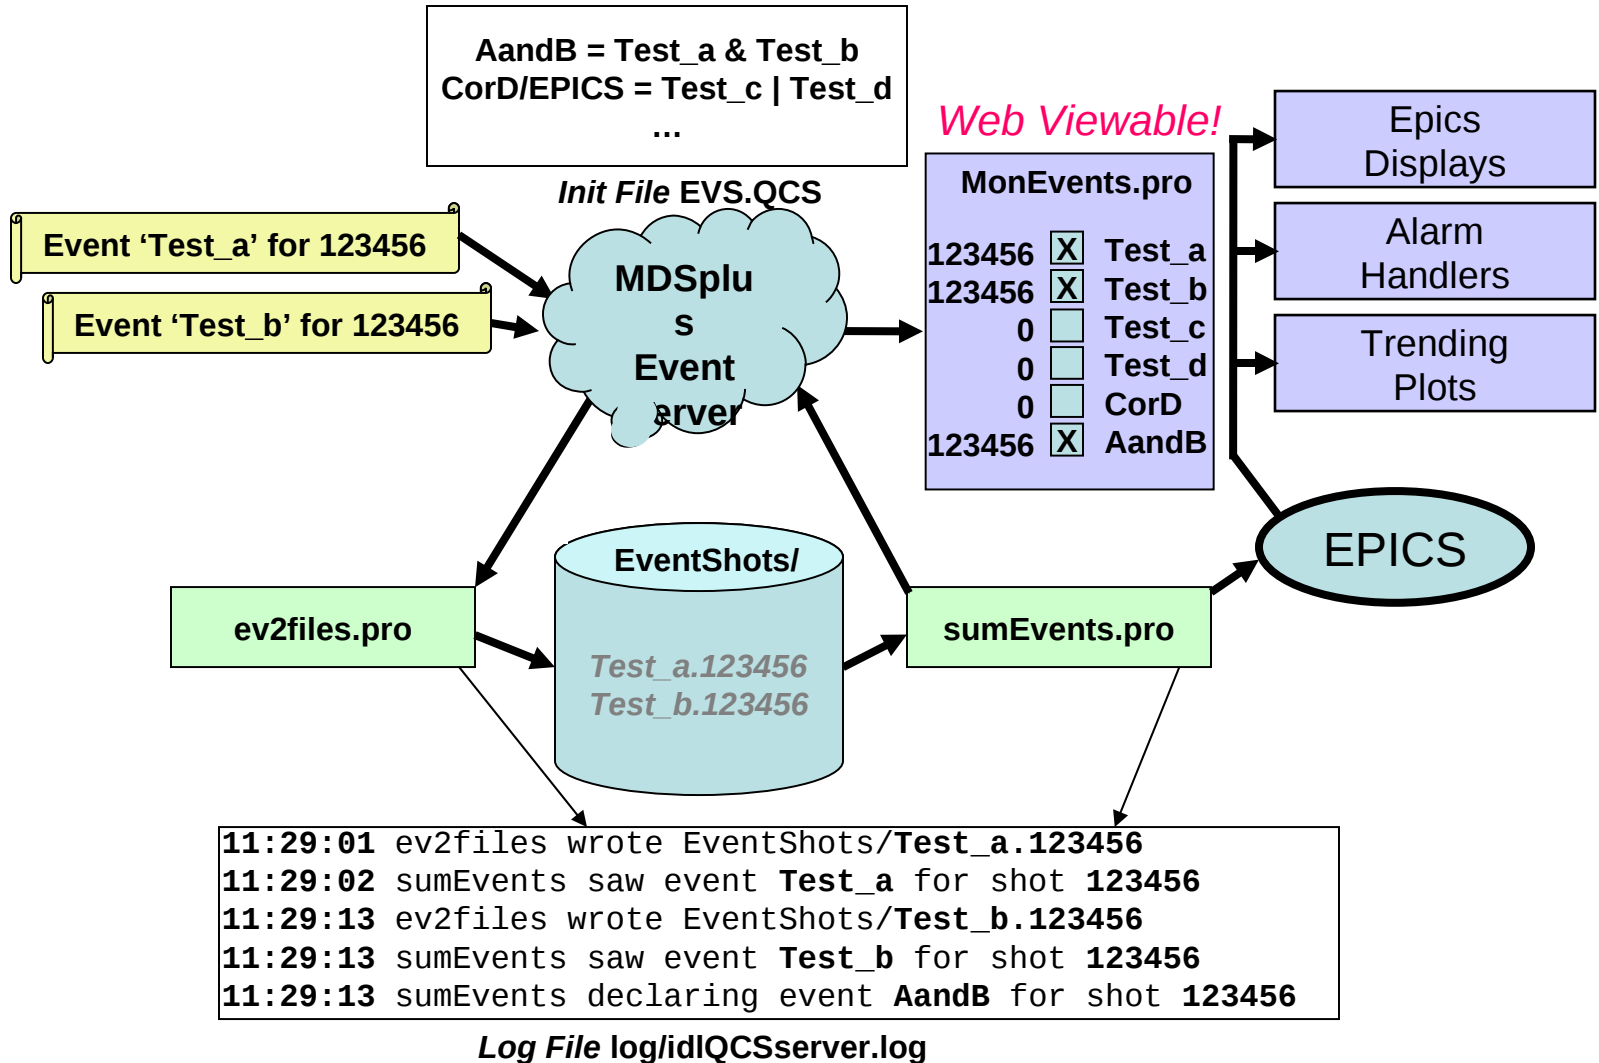 AandB = Test_a & Test_b
CorD/EPICS = Test_c | Test_d
...
Init File EVS.QCS
Event ‘Test_a’ for 123456
Event ‘Test_b’ for 123456
MDSplu
s
Event
erver
Web Viewable!
MonEvents.pro
123456 X Test_a
123456 X Test_b
0 Test_c
0 Test_d
0 CorD
123456 X AandB
Epics
Displays
Alarm
Handlers
Trending
Plots
EPICS
ev2files.pro
EventShots/
Test_a.123456
Test_b.123456
sumEvents.pro
11:29:01 ev2files wrote EventShots/Test_a.123456
11:29:02 sumEvents saw event Test_a for shot 123456
11:29:13 ev2files wrote EventShots/Test_b.123456
11:29:13 sumEvents saw event Test_b for shot 123456
11:29:13 sumEvents declaring event AandB for shot 123456
Log File log/idlQCSserver.log